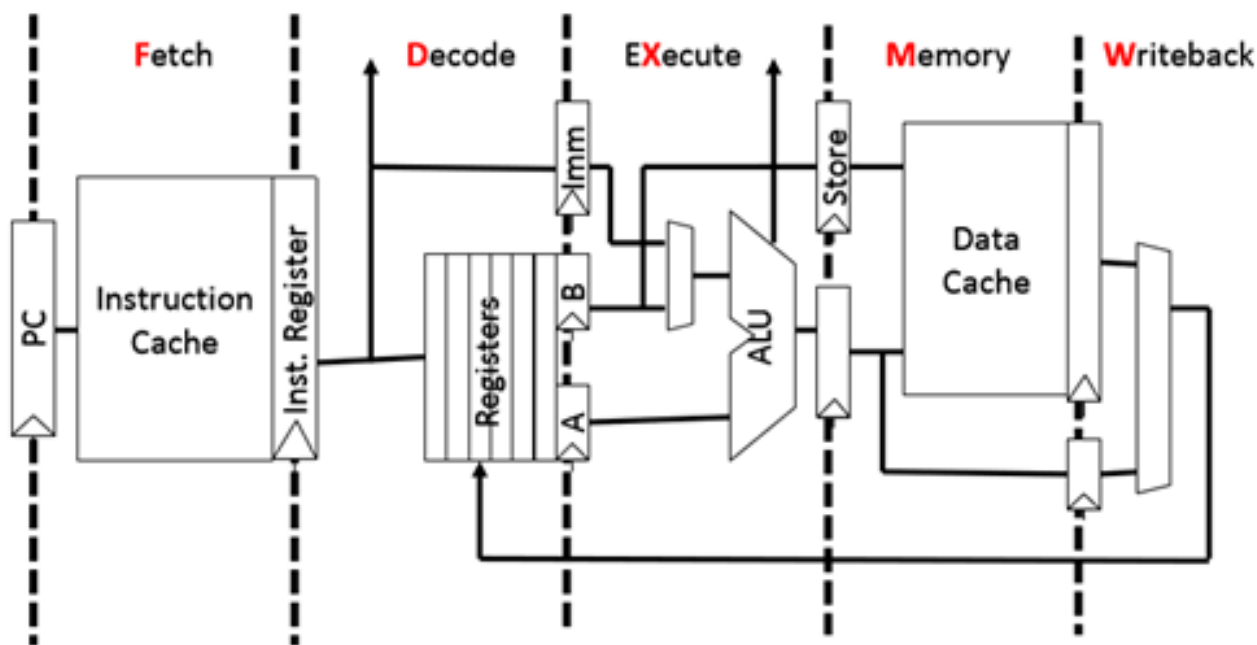 Fetch
Decode
EXecute
Memory
Writeback
PC
Instruction
Cache
Inst. Register
Registers
Imm
B
A
ALU
Store
Data
Cache